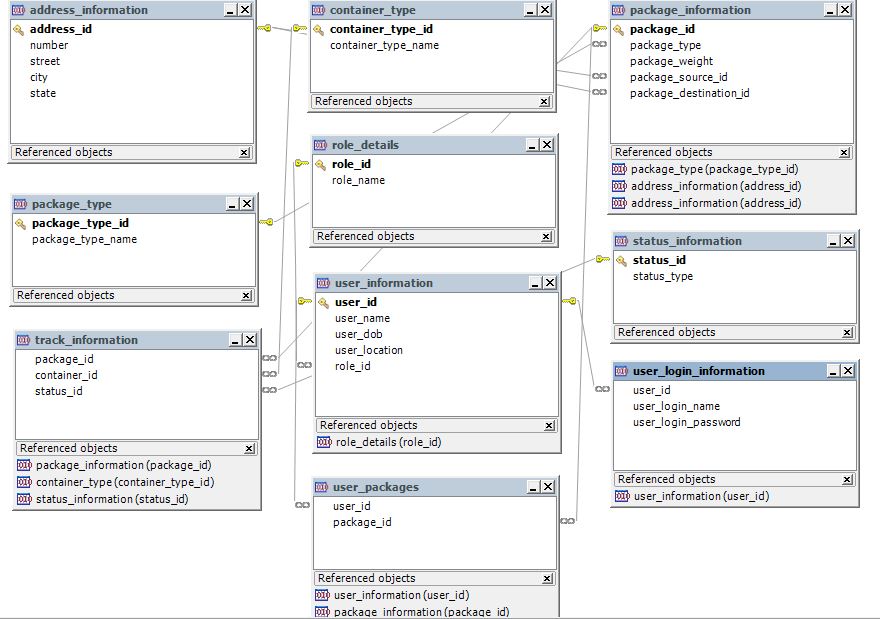 address_information
address_id
number
street
city
state
Referenced objects
container_type
container_type_id
container_type_name
Referenced objects
package_information
package_id
package_type
package_weight
package_source_id
package_destination_id
Referenced objects
package_type (package_type_id)
address_information (address_id)
address_information (address_id)
role_details
role_id
role_name
Referenced objects
package_type
package_type_id
package_type_name
Referenced objects
status_information
status_id
status_type
Referenced objects
user_information
user_id
user_name
user_dob
user_location
role_id
Referenced objects
role_details (role_id)
track_information
package_id
container_id
status_id
Referenced objects
package_information (package_id)
container_type (container_type_id)
status_information (status_id)
user_login_information
user_id
user_login_name
user_login_password
Referenced objects
user_information (user_id)
user_packages
user_id
package_id
Referenced objects
user_information (user_id)
package_information (package_id)